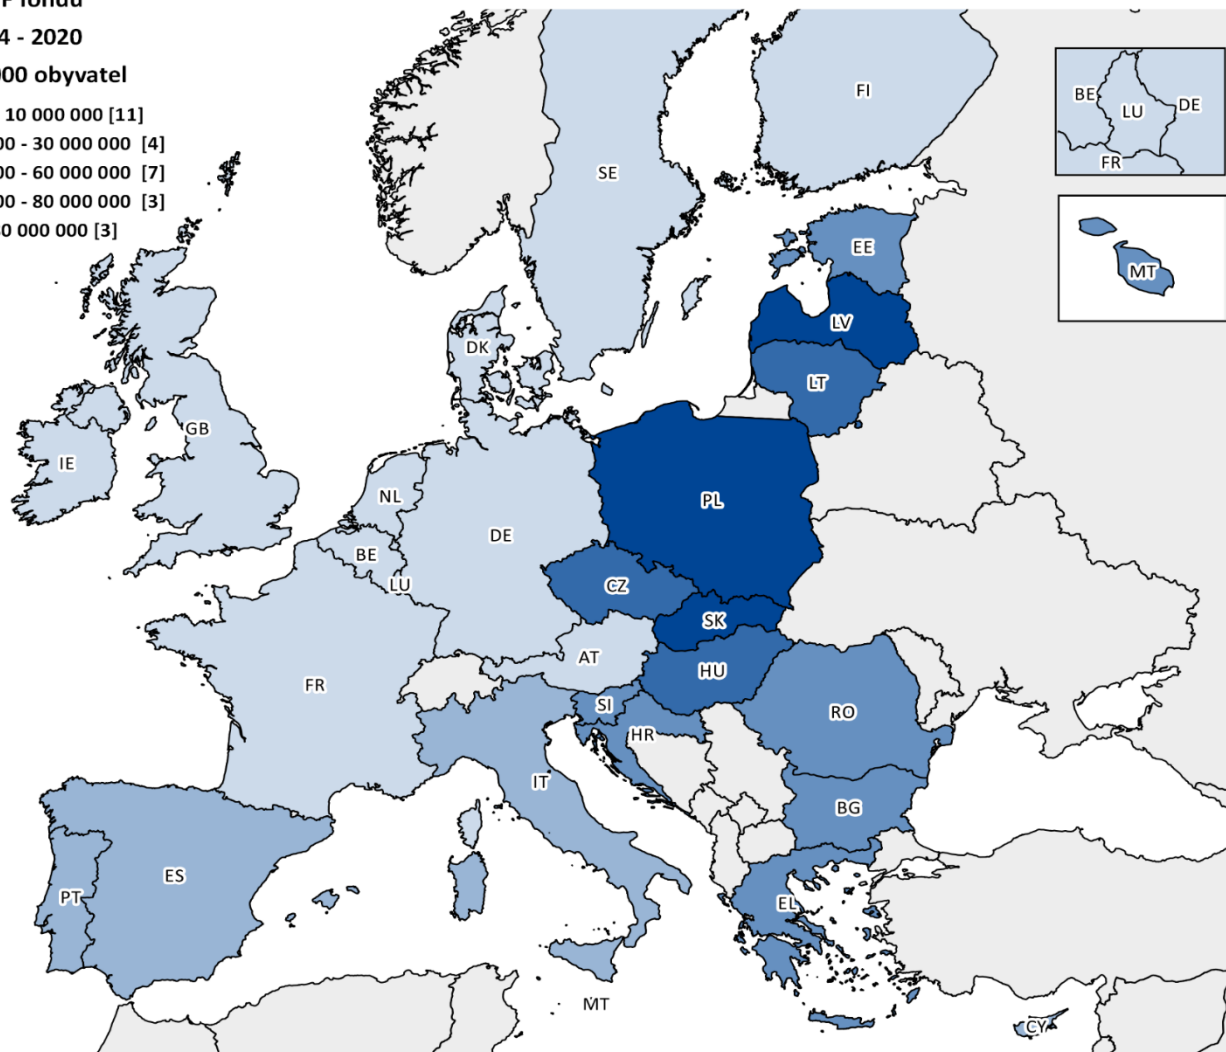 F fondů
4 - 2020
000 obyvatel
10 000 000 [11]
00 - 30 000 000 [4]
00 - 60 000 000 [7]
00 - 80 000 000 [3]
0 000 000 [3]
FI
BE
LU
DE
FR
SE
EE
MT
LV
DK
LT
GB
IE
NL
PL
DE
BE
LU
CZ
SK
AT
HU
FR
SI
RO
HR
IT
BG
ES
PT
EL
MT
CY